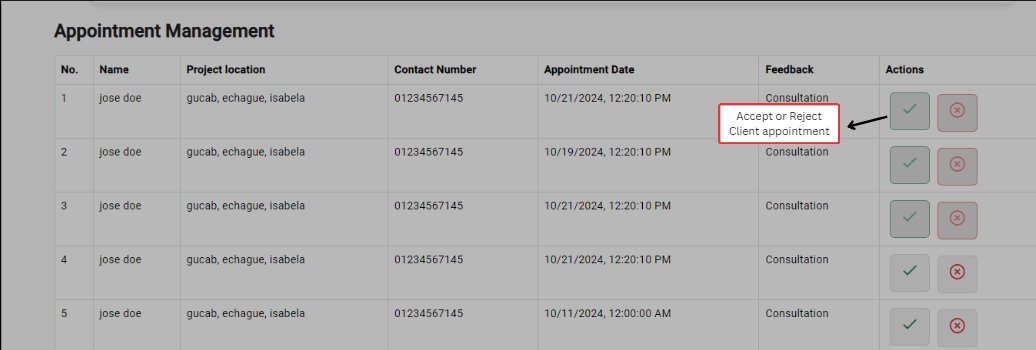 Appointment Management
No. Name Project location Contact Number Appointment Date Feedback Actions
1 jose doe gucab, echague, isabela 01234567145 10/21/2024, 12:20:10 PM Consultation
Accept or Reject
Client appointment
2 jose doe gucab, echague, isabela 01234567145 10/19/2024, 12:20:10 PM Consultation
3 jose doe gucab, echague, isabela 01234567145 10/21/2024, 12:20:10 PM Consultation
4 jose doe gucab, echague, isabela 01234567145 10/21/2024, 12:20:10 PM Consultation
5 jose doe gucab, echague, isabela 01234567145 10/11/2024, 12:00:00 AM Consultation